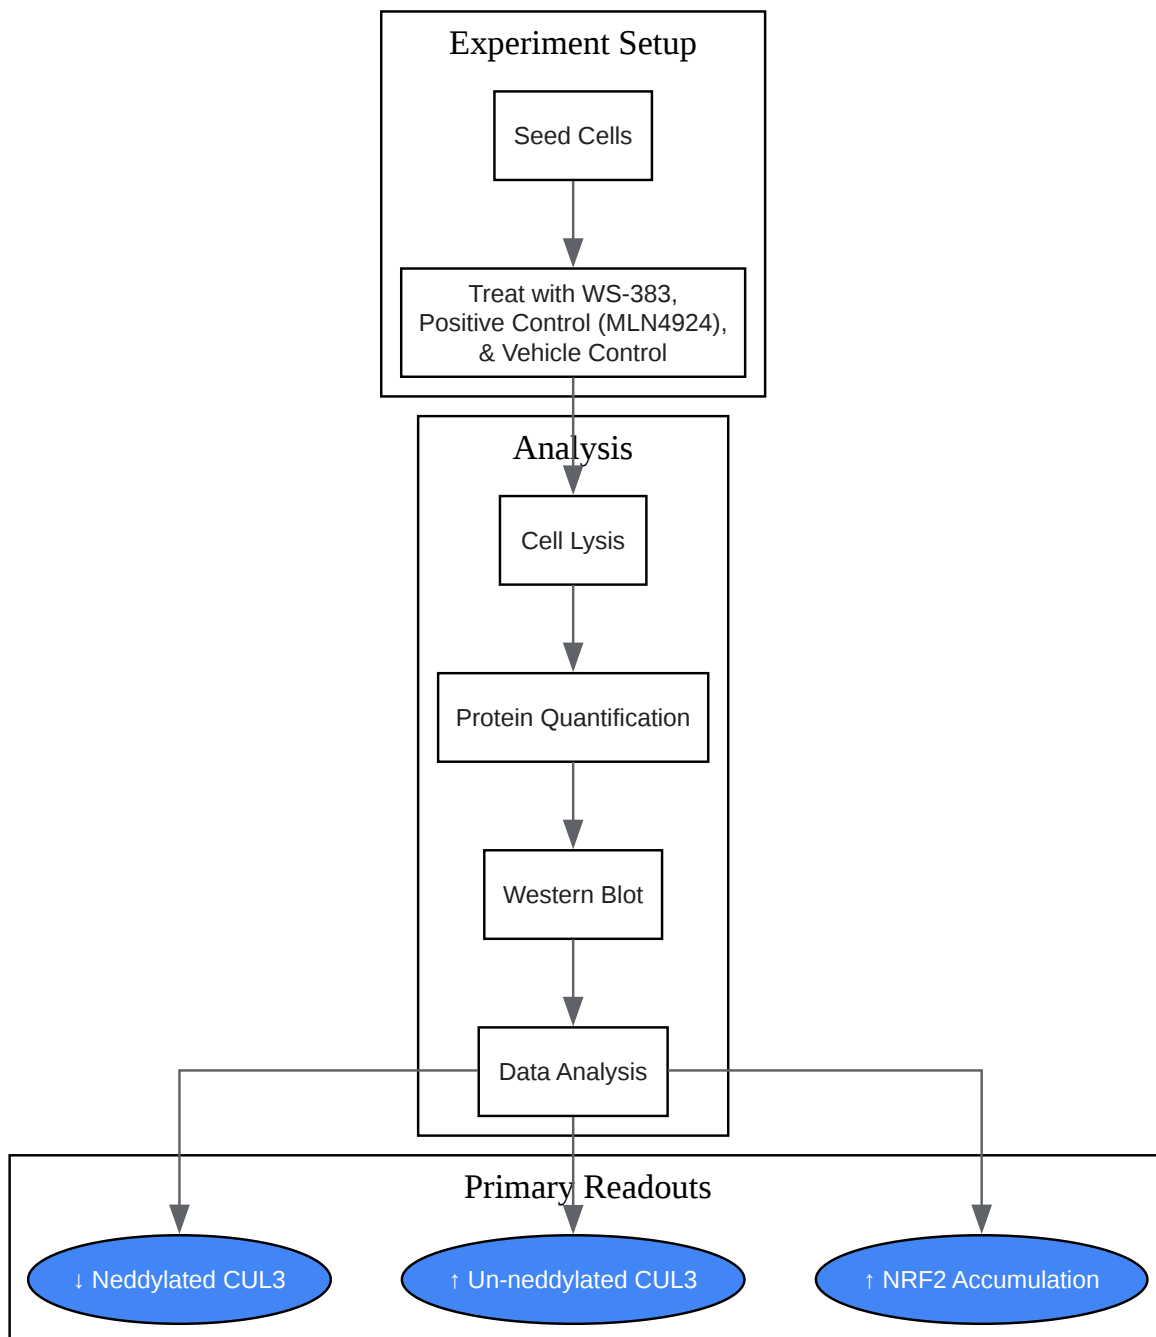 Experiment Setup
Seed Cells
Treat with WS-383,
Positive Control (MLN4924),
& Vehicle Control
Analysis
Cell Lysis
Protein Quantification
Western Blot
Data Analysis
Primary Readouts
↓ Neddylated CUL3
↑ Un-neddylated CUL3
↑ NRF2 Accumulation